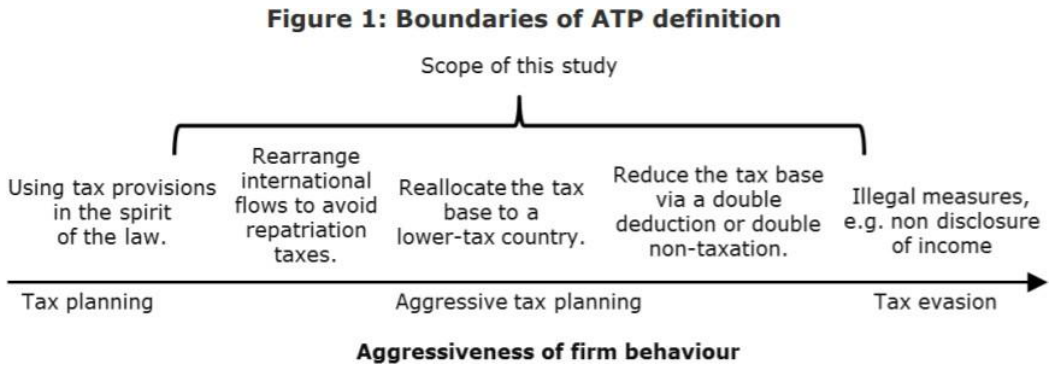 Figure 1: Boundaries of ATP definition
Scope of this study
Using tax provisions
in the spirit
of the law.
Rearrange
international
flows to avoid
repatriation
taxes.
Reallocate the tax
base to a
lower-tax country.
Reduce the tax base
via a double
deduction or double
non-taxation.
Illegal measures,
e.g. non disclosure
of income
Tax planning
Aggressive tax planning
Tax evasion
Aggressiveness of firm behaviour